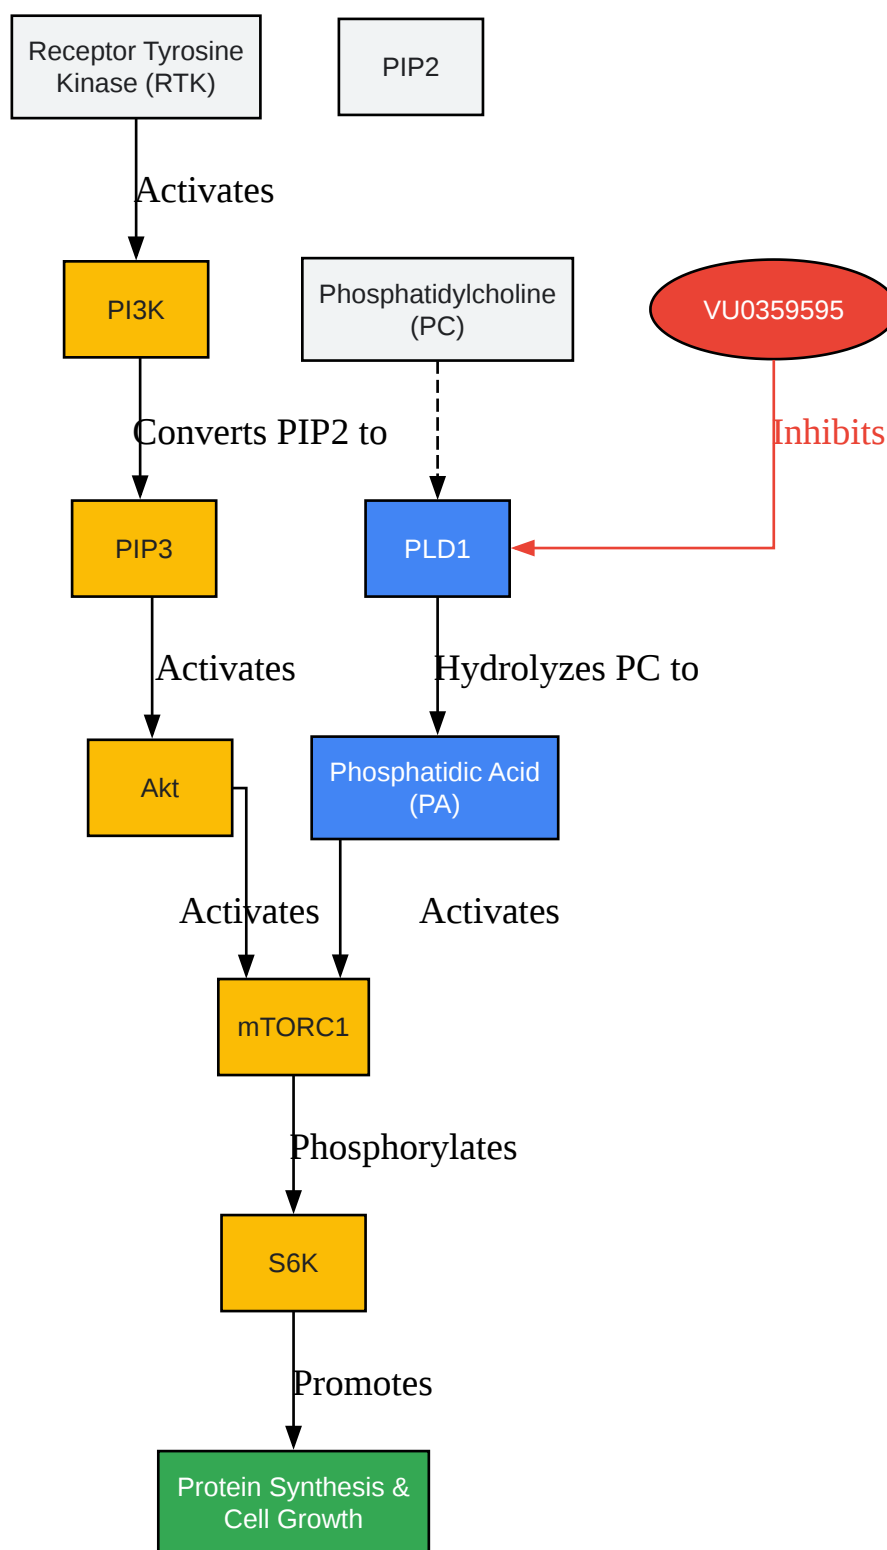 Receptor Tyrosine
Kinase (RTK)
PIP2
Activates
PI3K
Phosphatidylcholine
(PC)
VU0359595
Converts PIP2 to
Inhibits
PIP3
PLD1
Activates
Hydrolyzes PC to
Akt
Phosphatidic Acid
(PA)
Activates
Activates
mTORC1
Phosphorylates
S6K
Promotes
Protein Synthesis &
Cell Growth